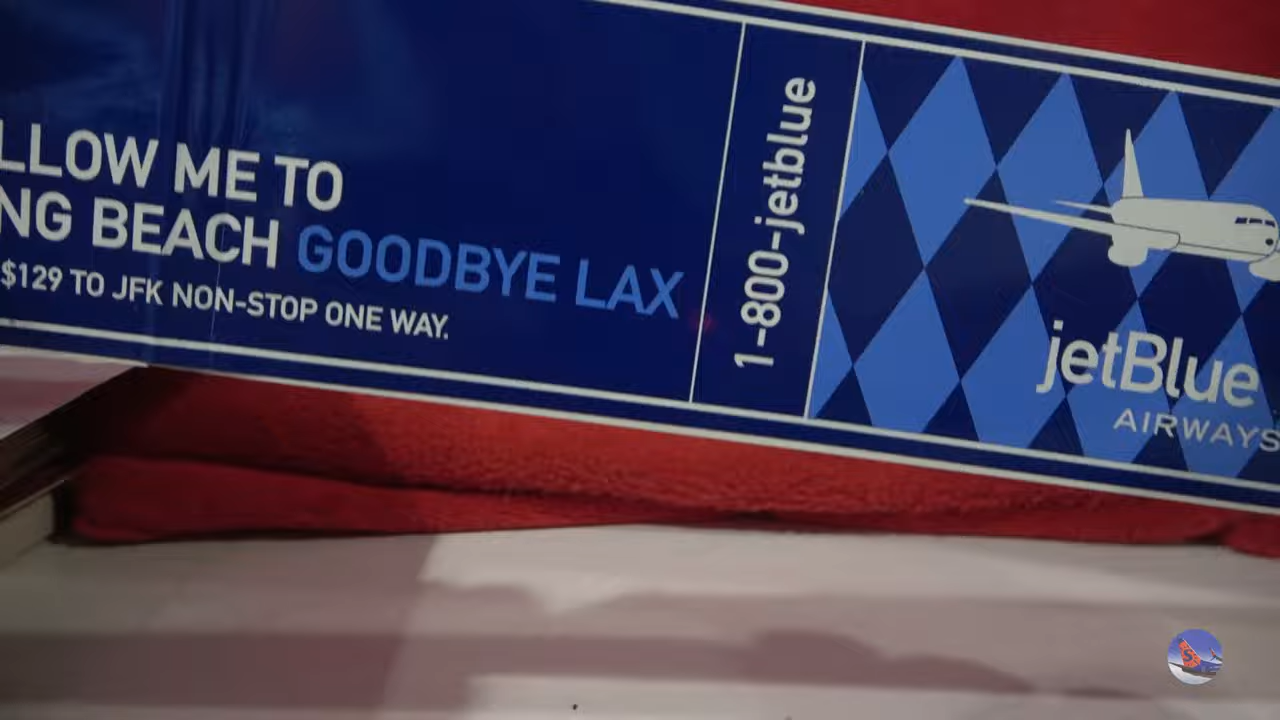 LLOW ME TO
NG BEACH GOODBYE LAX
$129 TO JFK NON-STOP ONE WAY.
1-800-jetblue
jetBlue
AIRWAYS